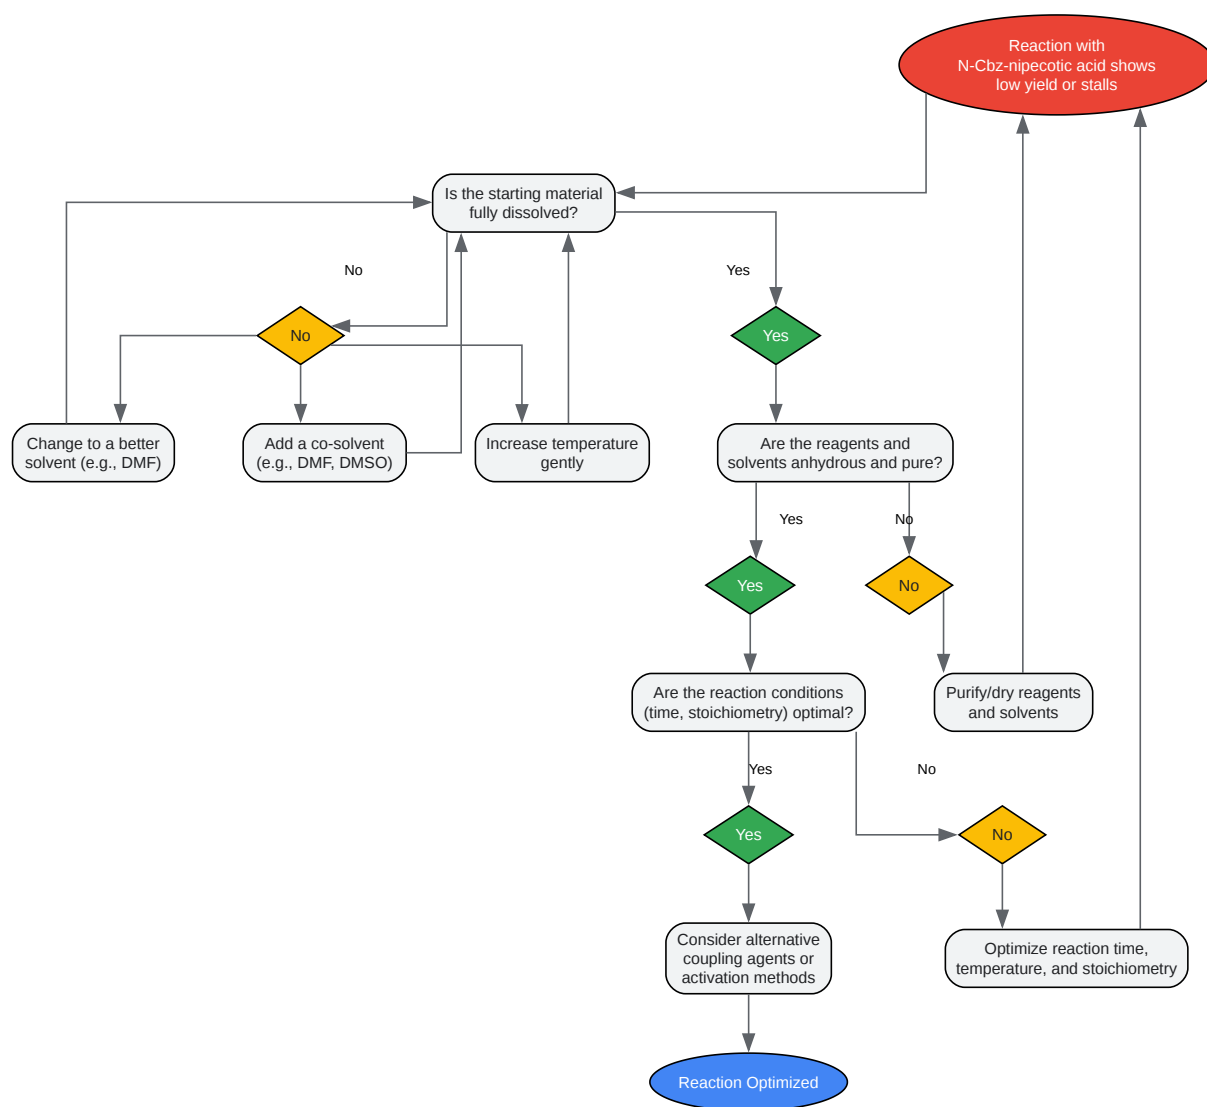 Reaction with
N-Cbz-nipecotic acid shows
low yield or stalls
Is the starting material
fully dissolved?
No
Yes
No
Yes
Change to a better
solvent (e.g., DMF)
Add a co-solvent
(e.g., DMF, DMSO)
Increase temperature
gently
Are the reagents and
solvents anhydrous and pure?
Yes
No
Yes
No
Are the reaction conditions
(time, stoichiometry) optimal?
Purify/dry reagents
and solvents
Yes
No
Yes
No
Consider alternative
coupling agents or
activation methods
Optimize reaction time,
temperature, and stoichiometry
Reaction Optimized